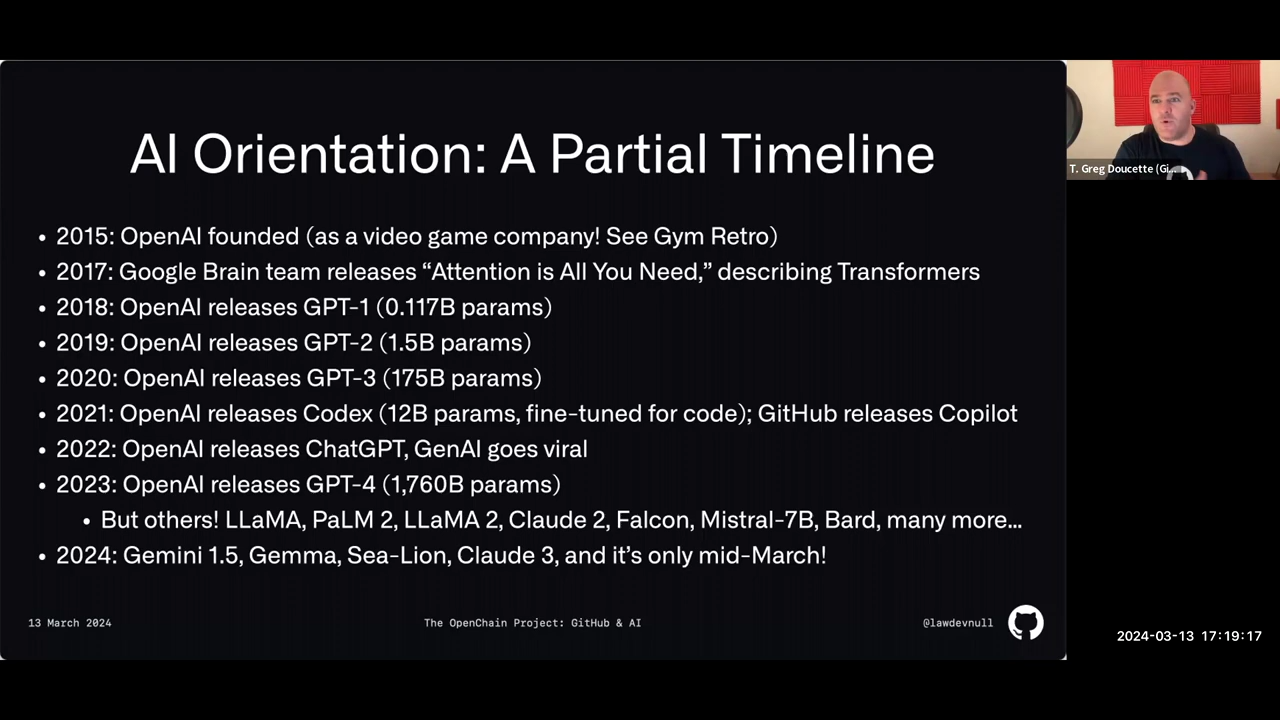 AI Orientation: A Partial Timeline
• 2015: OpenAI founded (as a video game company! See Gym Retro)
• 2017: Google Brain team releases “Attention is All You Need,” describing Transformers
• 2018: OpenAI releases GPT-1 (0.117B params)
• 2019: OpenAI releases GPT-2 (1.5B params)
• 2020: OpenAI releases GPT-3 (175B params)
• 2021: OpenAI releases Codex (12B params, fine-tuned for code); GitHub releases Copilot
• 2022: OpenAI releases ChatGPT, GenAI goes viral
• 2023: OpenAI releases GPT-4 (1,760B params)
• But others! LLaMA, PaLM 2, LLaMA 2, Claude 2, Falcon, Mistral-7B, Bard, many more…
• 2024: Gemini 1.5, Gemma, Sea-Lion, Claude 3, and it’s only mid-March!
13 March 2024
The OpenChain Project: GitHub & AI
@lawdevnull
T. Greg Doucette (Gi...
2024-03-13 17:19:17